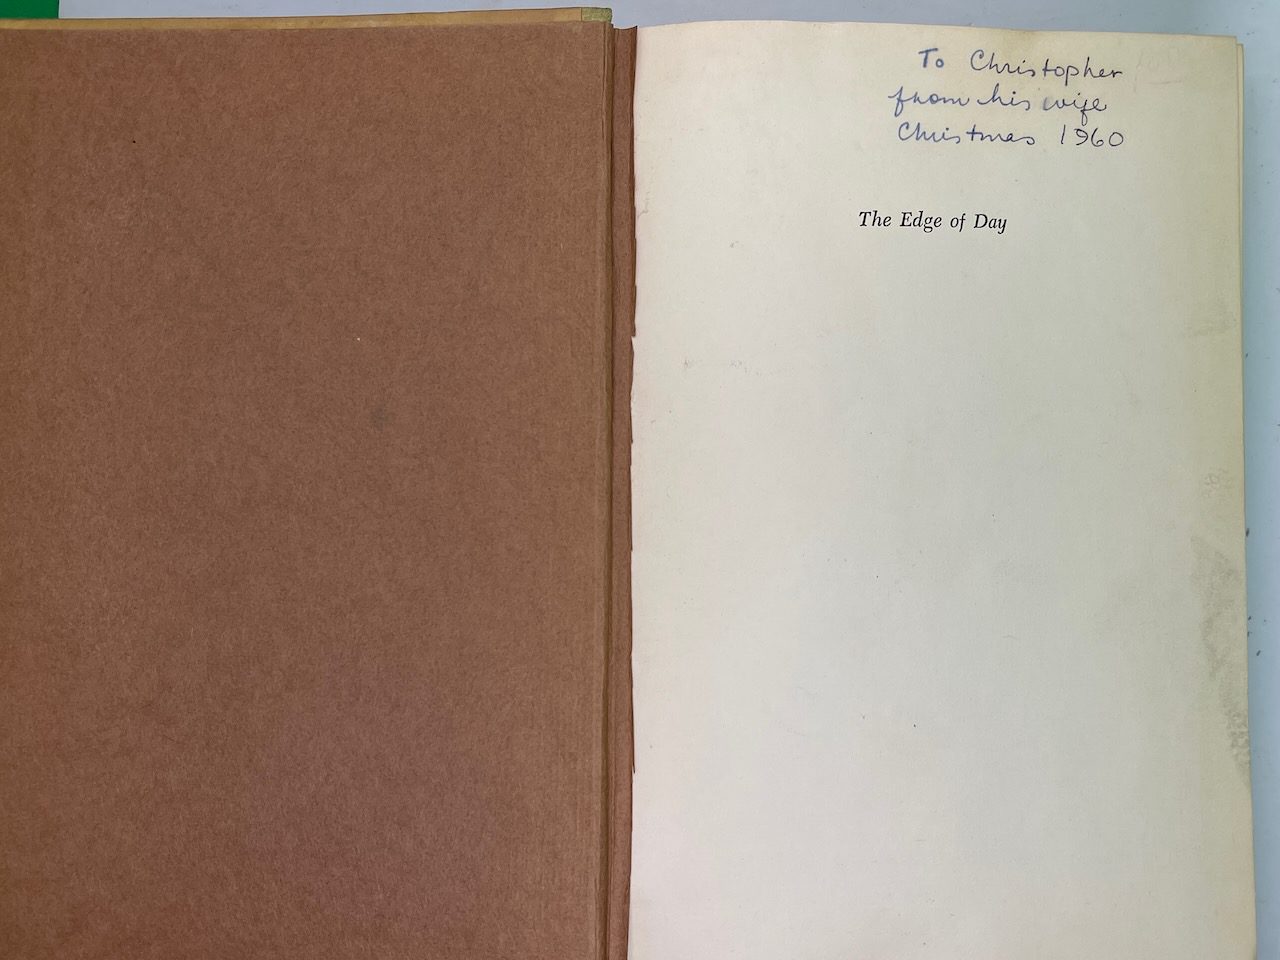 To Christopher
from his wife
Christmas 1960
The Edge of Day